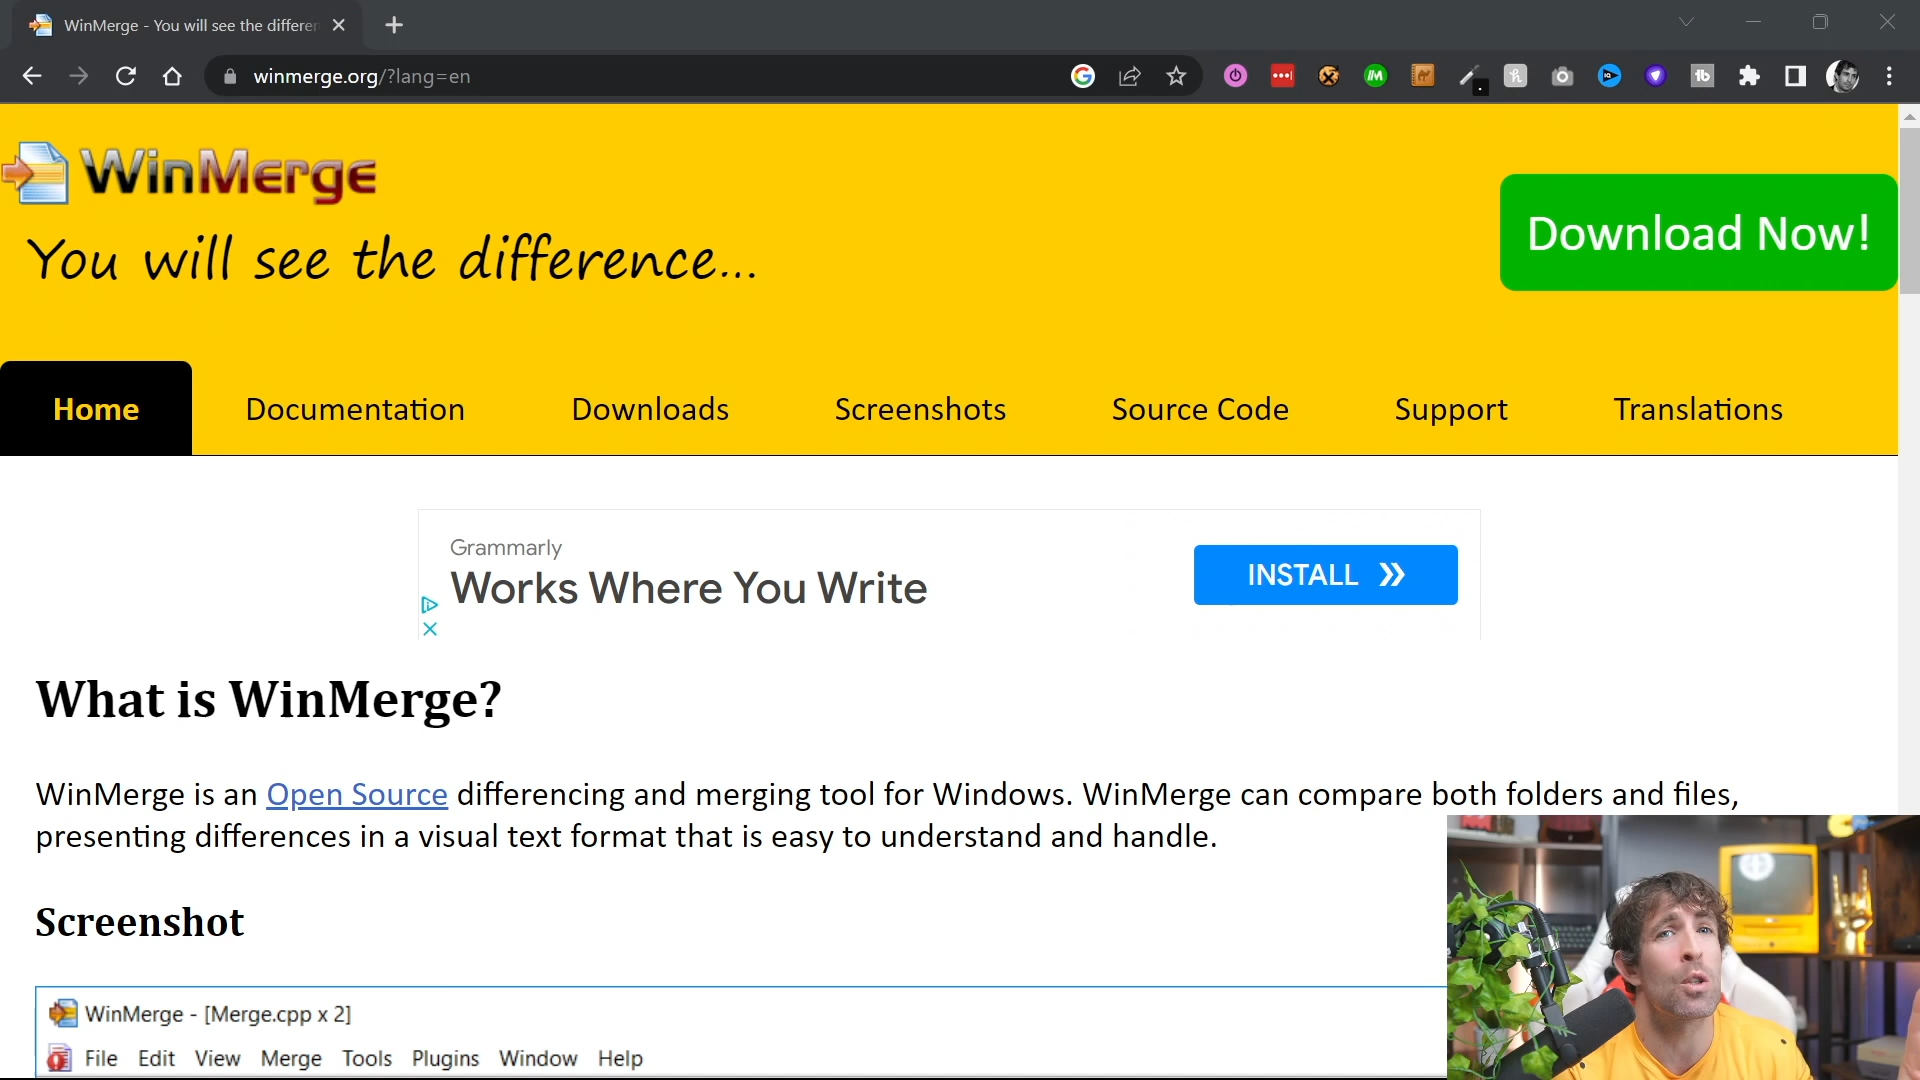 WinMerge - You will see the differen
winmerge.org/?lang=en
WinMerge
You will see the difference...
Download Now!
Home Documentation Downloads Screenshots Source Code Support Translations
Grammarly
Works Where You Write
INSTALL
What is WinMerge?
WinMerge is an Open Source differencing and merging tool for Windows. WinMerge can compare both folders and files,
presenting differences in a visual text format that is easy to understand and handle.
Screenshot
WinMerge - [Merge.cpp x 2]
File Edit View Merge Tools Plugins Window Help